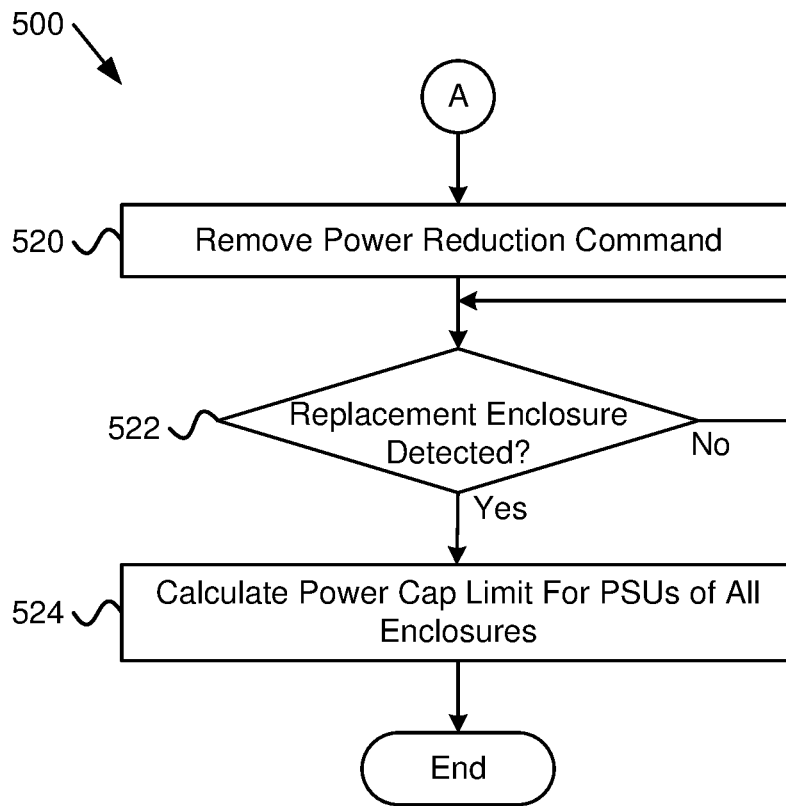 500
A
520
Remove Power Reduction Command
522
Replacement Enclosure
Detected?
No
Yes
524
Calculate Power Cap Limit For PSUs of All
Enclosures
End